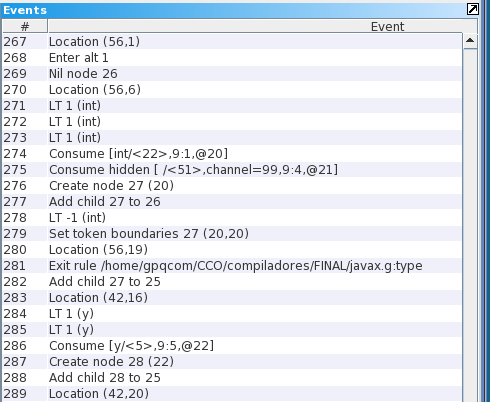 Events
# Event
267 Location (56,1)
268 Enter alt 1
269 Nil node 26
270 Location (56,6)
271 LT 1 (int)
272 LT 1 (int)
273 LT 1 (int)
274 Consume [int/<22>,9:1,@20]
275 Consume hidden [ /<51>,channel=99,9:4,@21]
276 Create node 27 (20)
277 Add child 27 to 26
278 LT -1 (int)
279 Set token boundaries 27 (20,20)
280 Location (56,19)
281 Exit rule /home/gpqcom/CCO/compiladores/FINAL/javax.g:type
282 Add child 27 to 25
283 Location (42,16)
284 LT 1 (y)
285 LT 1 (y)
286 Consume [y/<5>,9:5,@22]
287 Create node 28 (22)
288 Add child 28 to 25
289 Location (42,20)